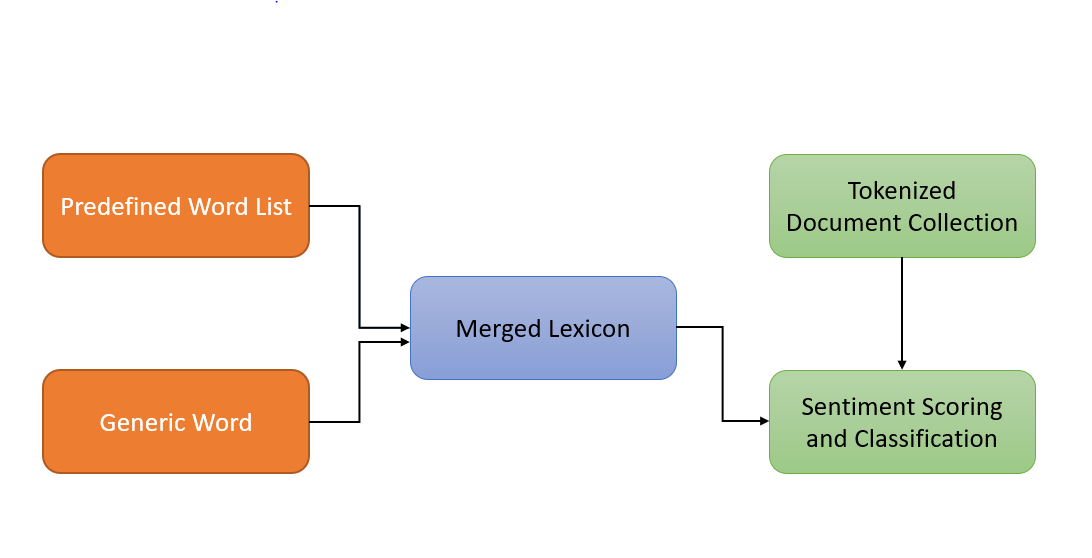 Predefined Word List
Generic Word
Merged Lexicon
Tokenized
Document Collection
Sentiment Scoring
and Classification